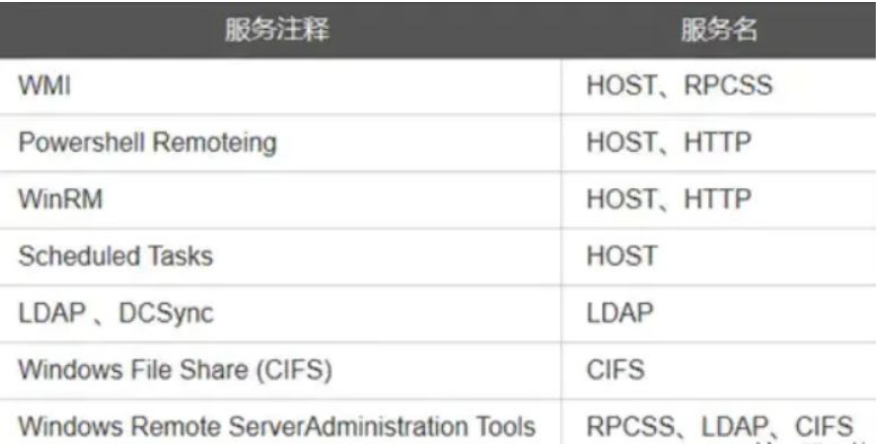 服务注释 服务名
WMI HOST、RPCSS
Powershell Remoteing HOST、HTTP
WinRM HOST、HTTP
Scheduled Tasks HOST
LDAP 、DCSync LDAP
Windows File Share (CIFS) CIFS
Windows Remote ServerAdministration Tools RPCSS、LDAP、CIFS